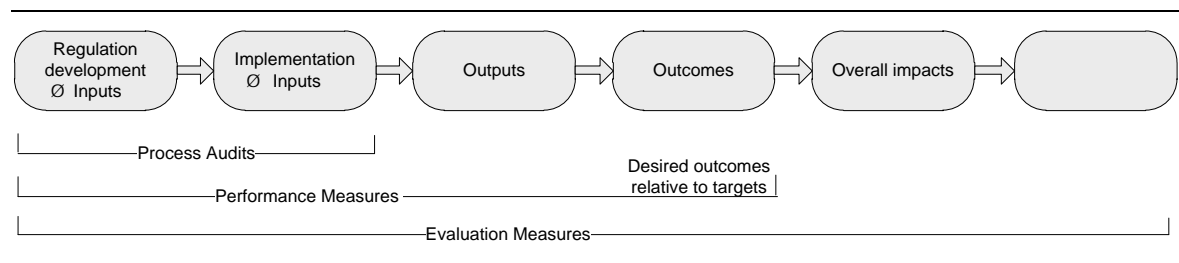 Regulation
development
Ø Inputs
Implementation
Ø Inputs
Outputs
Outcomes
Overall impacts
Process Audits
Desired outcomes
relative to targets
Performance Measures
Evaluation Measures